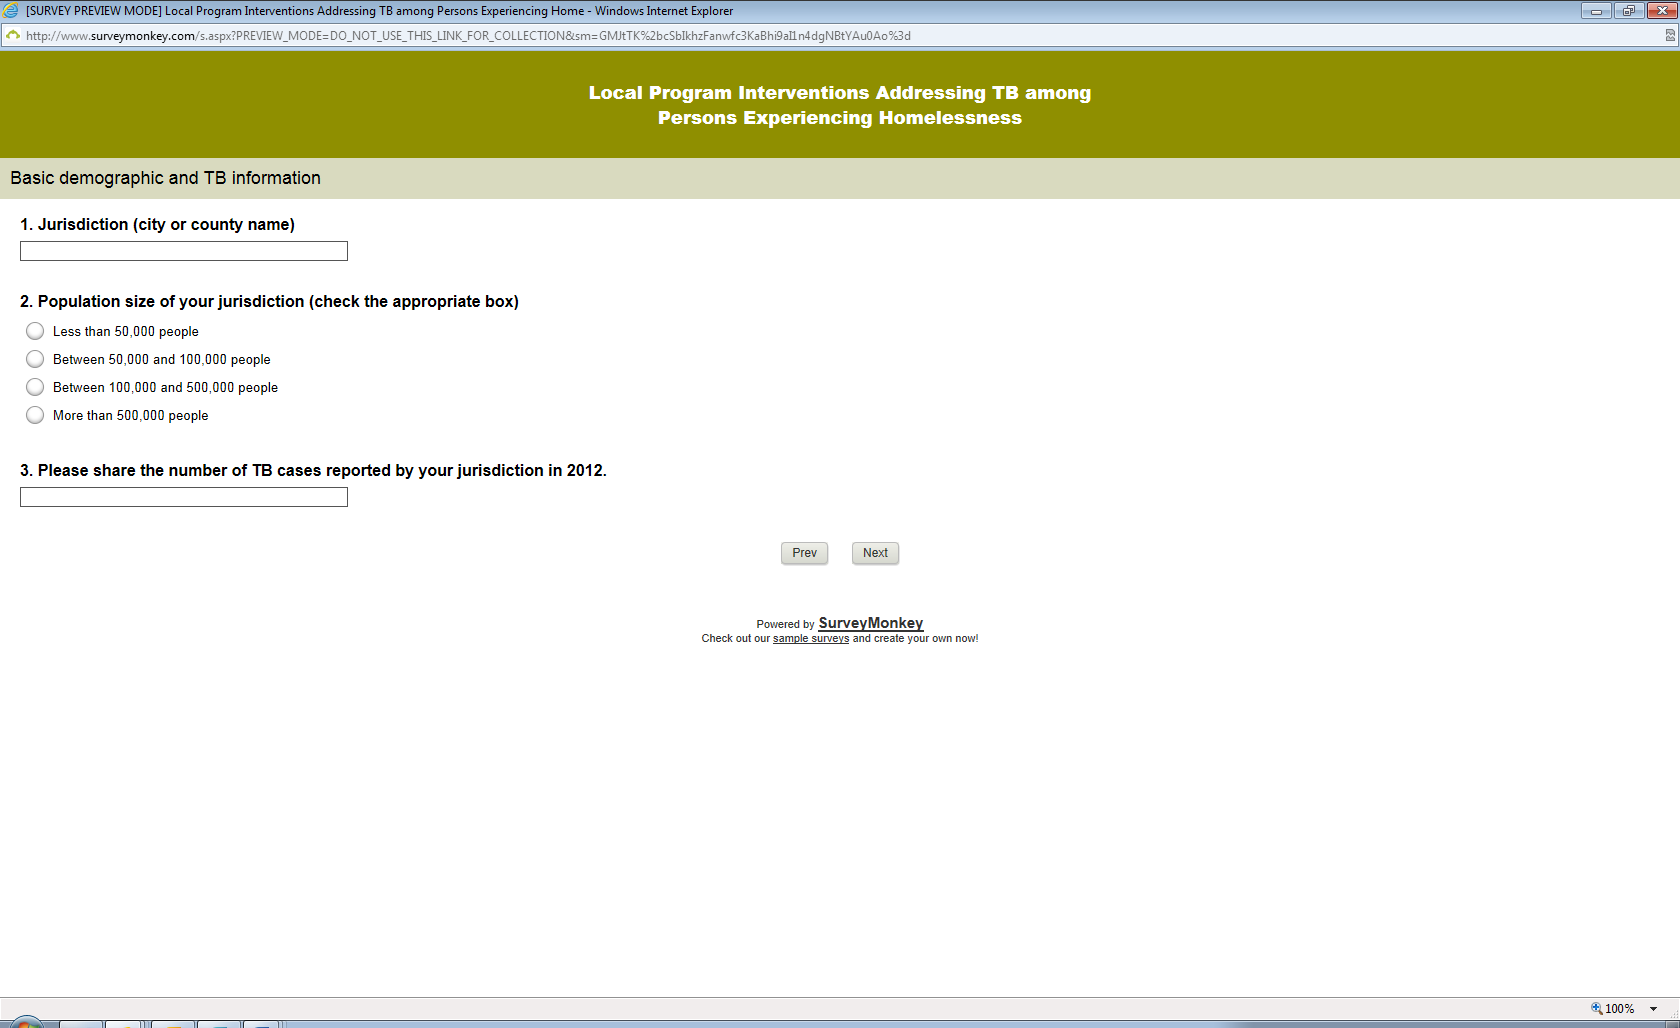 [SURVEY PREVIEW MODE] Local Program Interventions Addressing TB among Persons Experiencing Home - Windows Internet Explorer
http://www.surveymonkey.com/s.aspx?PREVIEW_MODE=DO_NOT_USE_THIS_LINK_FOR_COLLECTION&sm=GMJtTK%2bcSbIkhzFanwfc3KaBhi9aI1n4dgNBtYAu0Ao%3d
Local Program Interventions Addressing TB among
Persons Experiencing Homelessness
Basic demographic and TB information
1. Jurisdiction (city or county name)
2. Population size of your jurisdiction (check the appropriate box)
Less than 50,000 people
Between 50,000 and 100,000 people
Between 100,000 and 500,000 people
More than 500,000 people
3. Please share the number of TB cases reported by your jurisdiction in 2012.
Prev Next
Powered by SurveyMonkey
Check out our sample surveys and create your own now!
100%